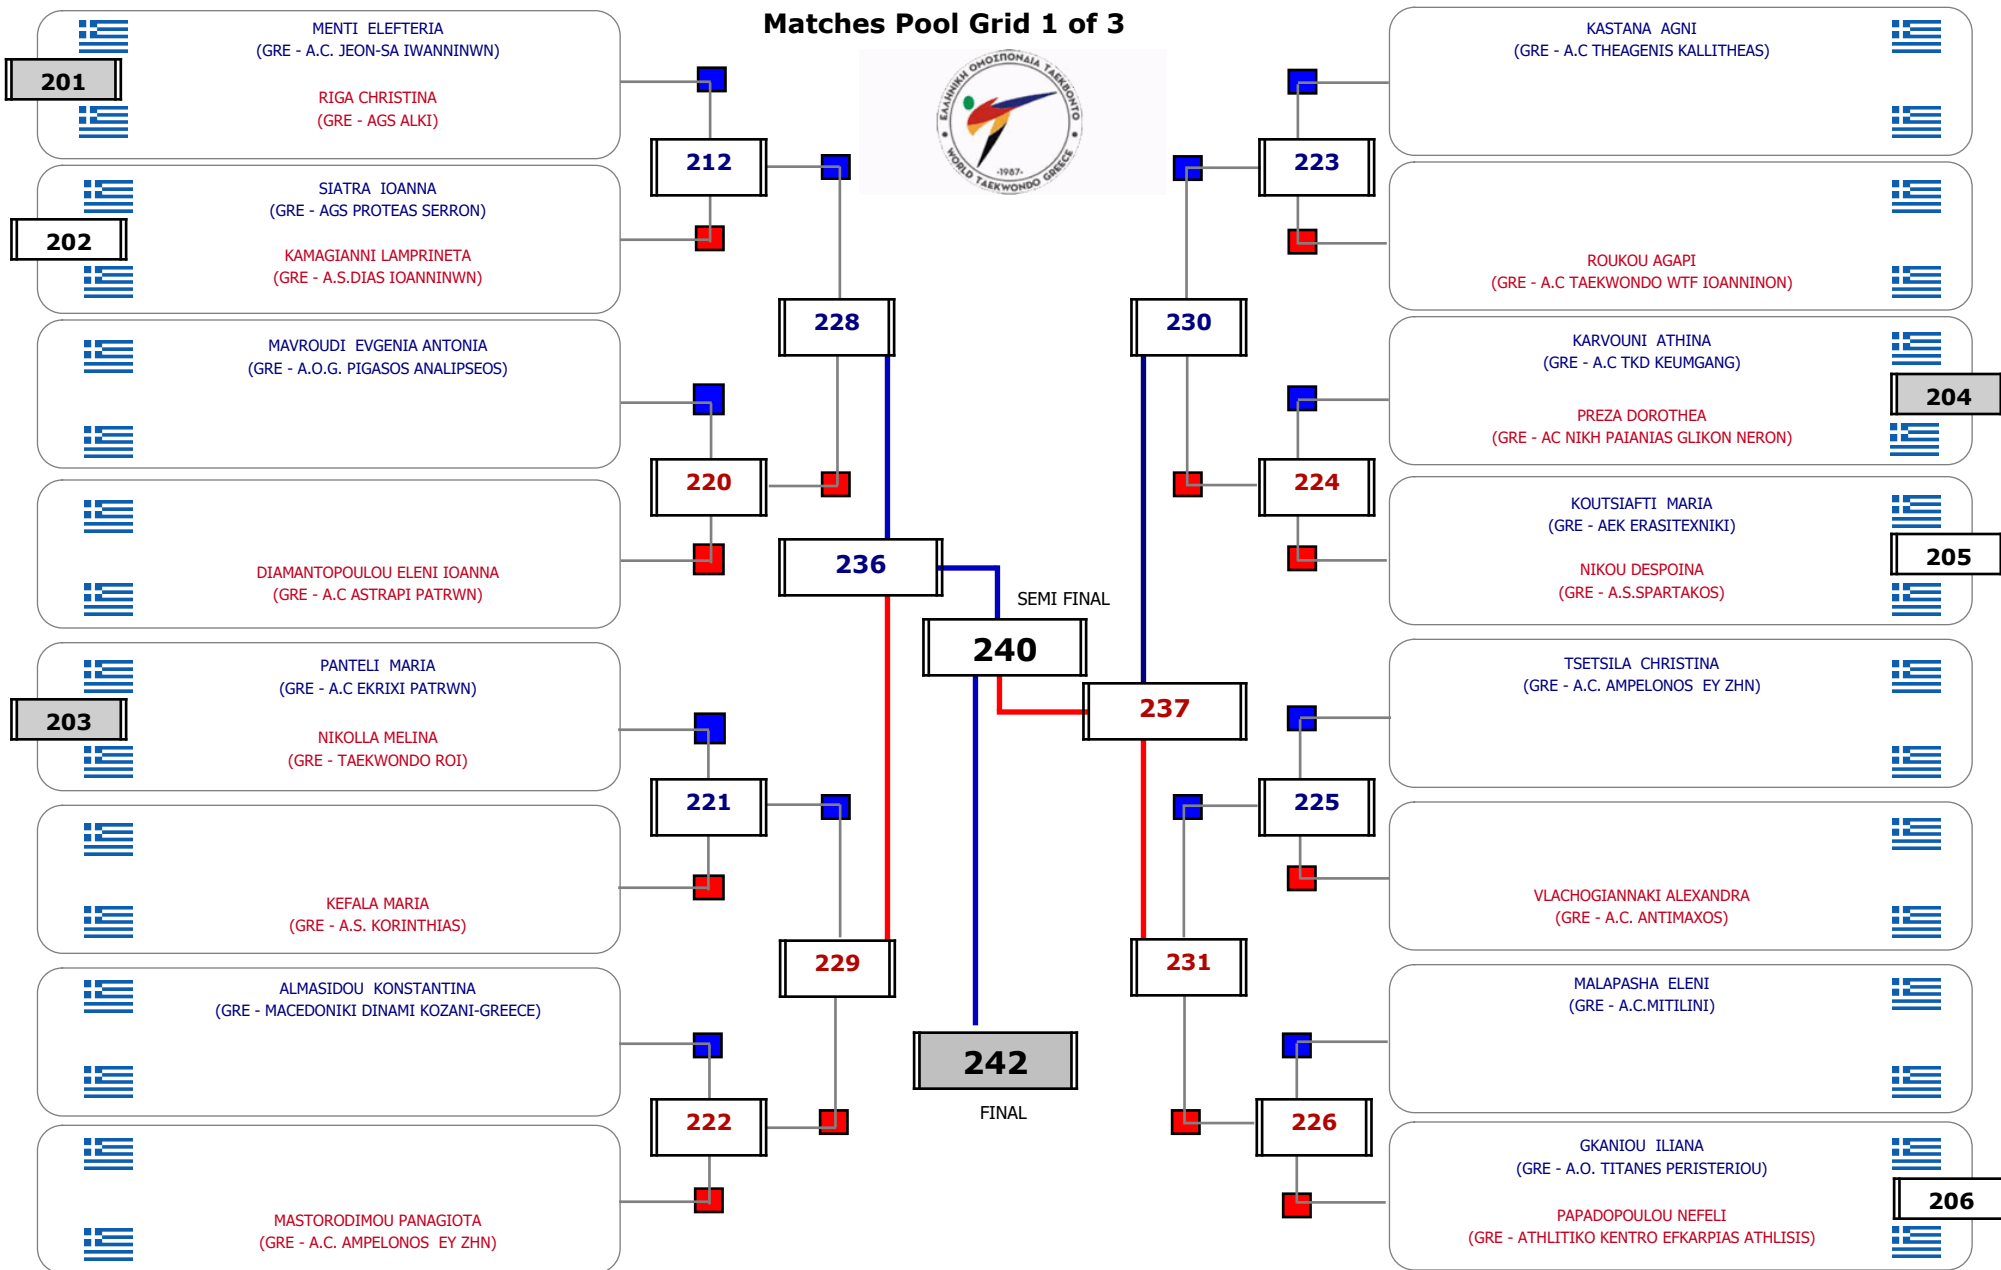 Matches Pool Grid 1 of 3
ΕΛΛΗΝΙΚΗ ΟΜΟΣΠΟΝΔΙΑ ΤΑΕΚΒΟΝΤΟ
-1987-
WORLD TAEKWONDO GREECE
201
MENTI ELEFTERIA
(GRE - A.C. JEON-SA IWANNINWN)
RIGA CHRISTINA
(GRE - AGS ALKI)
202
SIATRA IOANNA
(GRE - AGS PROTEAS SERRON)
KAMAGIANNI LAMPRINETA
(GRE - A.S.DIAS IOANNINWN)
MAVROUDI EVGENIA ANTONIA
(GRE - A.O.G. PIGASOS ANALIPSEOS)
DIAMANTOPOULOU ELENI IOANNA
(GRE - A.C ASTRAPI PATRWN)
203
PANTELI MARIA
(GRE - A.C EKRIXI PATRWN)
NIKOLLA MELINA
(GRE - TAEKWONDO ROI)
KEFALA MARIA
(GRE - A.S. KORINTHIAS)
ALMASIDOU KONSTANTINA
(GRE - MACEDONIKI DINAMI KOZANI-GREECE)
MASTORODIMOU PANAGIOTA
(GRE - A.C. AMPELONOS EY ZHN)
212
220
221
222
228
229
236
SEMI FINAL
240
237
242
FINAL
230
231
223
224
225
226
KASTANA AGNI
(GRE - A.C THEAGENIS KALLITHEAS)
ROUKOU AGAPI
(GRE - A.C TAEKWONDO WTF IOANNINON)
KARVOUNI ATHINA
(GRE - A.C TKD KEUMGANG)
204
PREZA DOROTHEA
(GRE - AC NIKH PAIANIAS GLIKON NERON)
KOUTSIAFTI MARIA
(GRE - AEK ERASITEXNIKI)
205
NIKOU DESPOINA
(GRE - A.S.SPARTAKOS)
TSETSILA CHRISTINA
(GRE - A.C. AMPELONOS EY ZHN)
VLACHOGIANNAKI ALEXANDRA
(GRE - A.C. ANTIMAXOS)
MALAPASHA ELENI
(GRE - A.C.MITILINI)
GKANIOU ILIANA
(GRE - A.O. TITANES PERISTERIOU)
206
PAPADOPOULOU NEFELI
(GRE - ATHLITIKO KENTRO EFKARPIAS ATHLISIS)